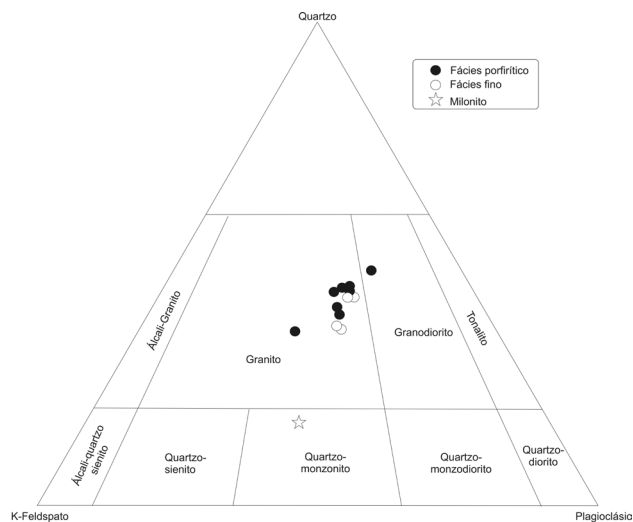 Quartzo
Fácies porfirítico
Fácies fino
Milonito
Álcali-Granito
Granito
Granodiorito
Tonalito
Álcali-quartzo
sienito
Quartzo-
sienito
Quartzo-
monzonito
Quartzo-
monzodiorito
Quartzo-
diorito
K-Feldspato
Plagioclásio